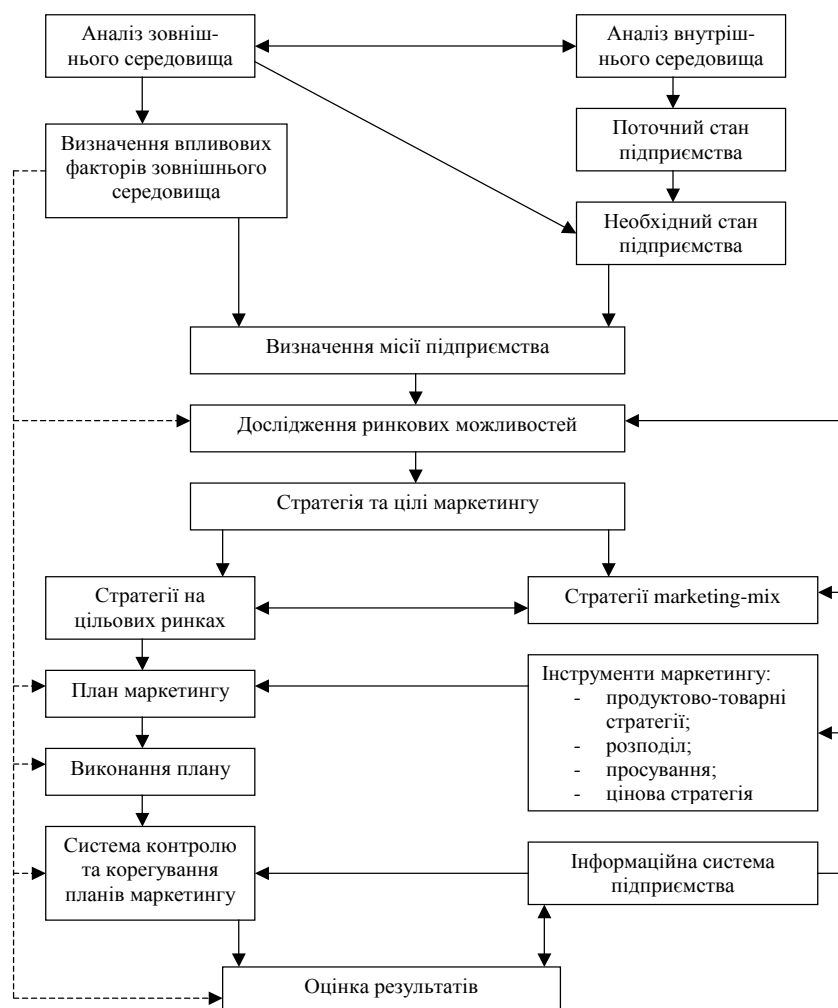 Аналіз зовніш-
нього середовища
Аналіз внутріш-
нього середовища
Визначення впливових
факторів зовнішнього
середовища
Поточний стан
підприємства
Необхідний стан
підприємства
Визначення місії підприємства
Дослідження ринкових можливостей
Стратегія та цілі маркетингу
Стратегії на
цільових ринках
Стратегії marketing-mix
План маркетингу
Інструменти маркетингу:
- продуктово-товарні
стратегії;
- розподіл;
- просування;
- цінова стратегія
Виконання плану
Система контролю
та корегування
планів маркетингу
Інформаційна система
підприємства
Оцінка результатів